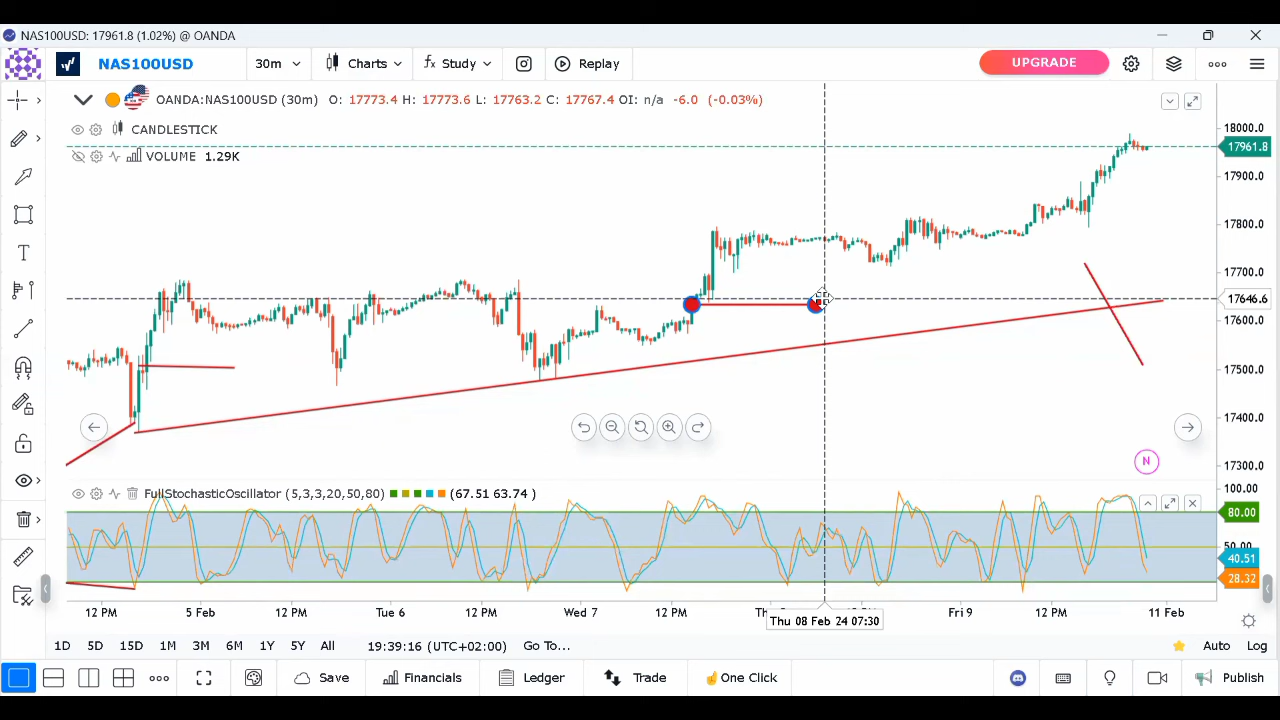 NAS100USD: 17961.8 (1.02%) @ OANDA
NAS100USD 30m Charts Study Replay UPGRADE
OANDA:NAS100USD (30m) O: 17773.4 H: 17773.6 L: 17763.2 C: 17767.4 OI: n/a -6.0 (-0.03%)
CANDLESTICK
VOLUME 1.29K
18000.0
17961.8
17900.0
17800.0
17700.0
17646.6
17600.0
17500.0
17400.0
17300.0
N
FullStochasticOscillator (5,3,3,20,50,80) (67.51 63.74 )
100.00
80.00
50.00
40.51
28.32
12 PM 5 Feb 12 PM Tue 6 12 PM Wed 7 12 PM Fri 9 12 PM 11 Feb
Thu 08 Feb 24 07:30
1D 5D 15D 1M 3M 6M 1Y 5Y All 19:39:16 (UTC+02:00) Go To... Auto Log
Save Financials Ledger Trade One Click Publish